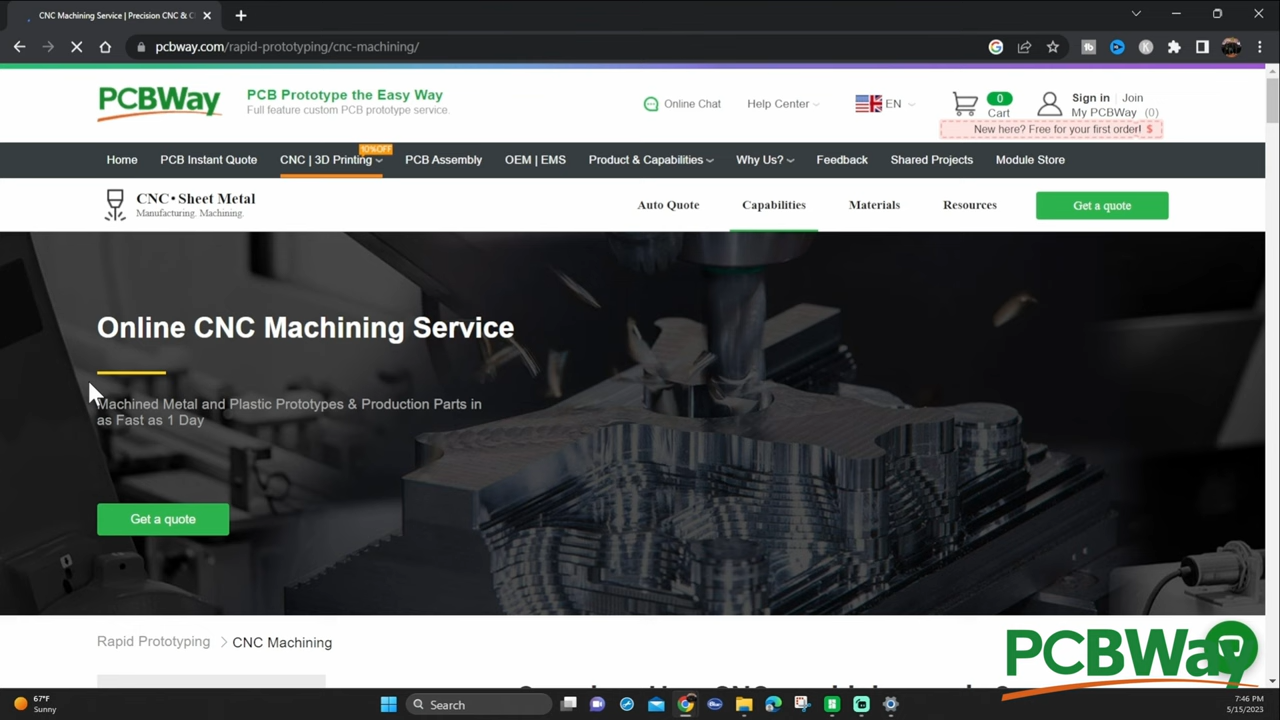 CNC Machining Service | Precision CNC & C
pcbway.com/rapid-prototyping/cnc-machining/
PCBWay
PCB Prototype the Easy Way
Full feature custom PCB prototype service.
Online Chat
Help Center
EN
0
Cart
Sign in | Join
My PCBWay (0)
New here? Free for your first order! $
10%OFF
Home
PCB Instant Quote
CNC | 3D Printing
PCB Assembly
OEM | EMS
Product & Capabilities
Why Us?
Feedback
Shared Projects
Module Store
CNC•Sheet Metal
Manufacturing. Machining.
Auto Quote
Capabilities
Materials
Resources
Get a quote
Online CNC Machining Service
Machined Metal and Plastic Prototypes & Production Parts in
as Fast as 1 Day
Get a quote
Rapid Prototyping
CNC Machining
PCBWay
67°F
Sunny
Search
7:46 PM
5/15/2023